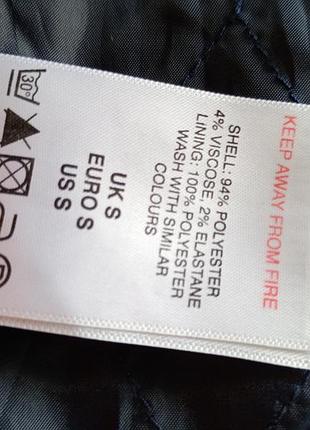 KEEP AWAY FROM FIRE
SHELL: 94% POLYESTER
4% VISCOSE, 2% ELASTANE
LINING: 100% POLYESTER
WASH WITH SIMILAR
COLOURS
UK S
EURO S
US S
30°
P